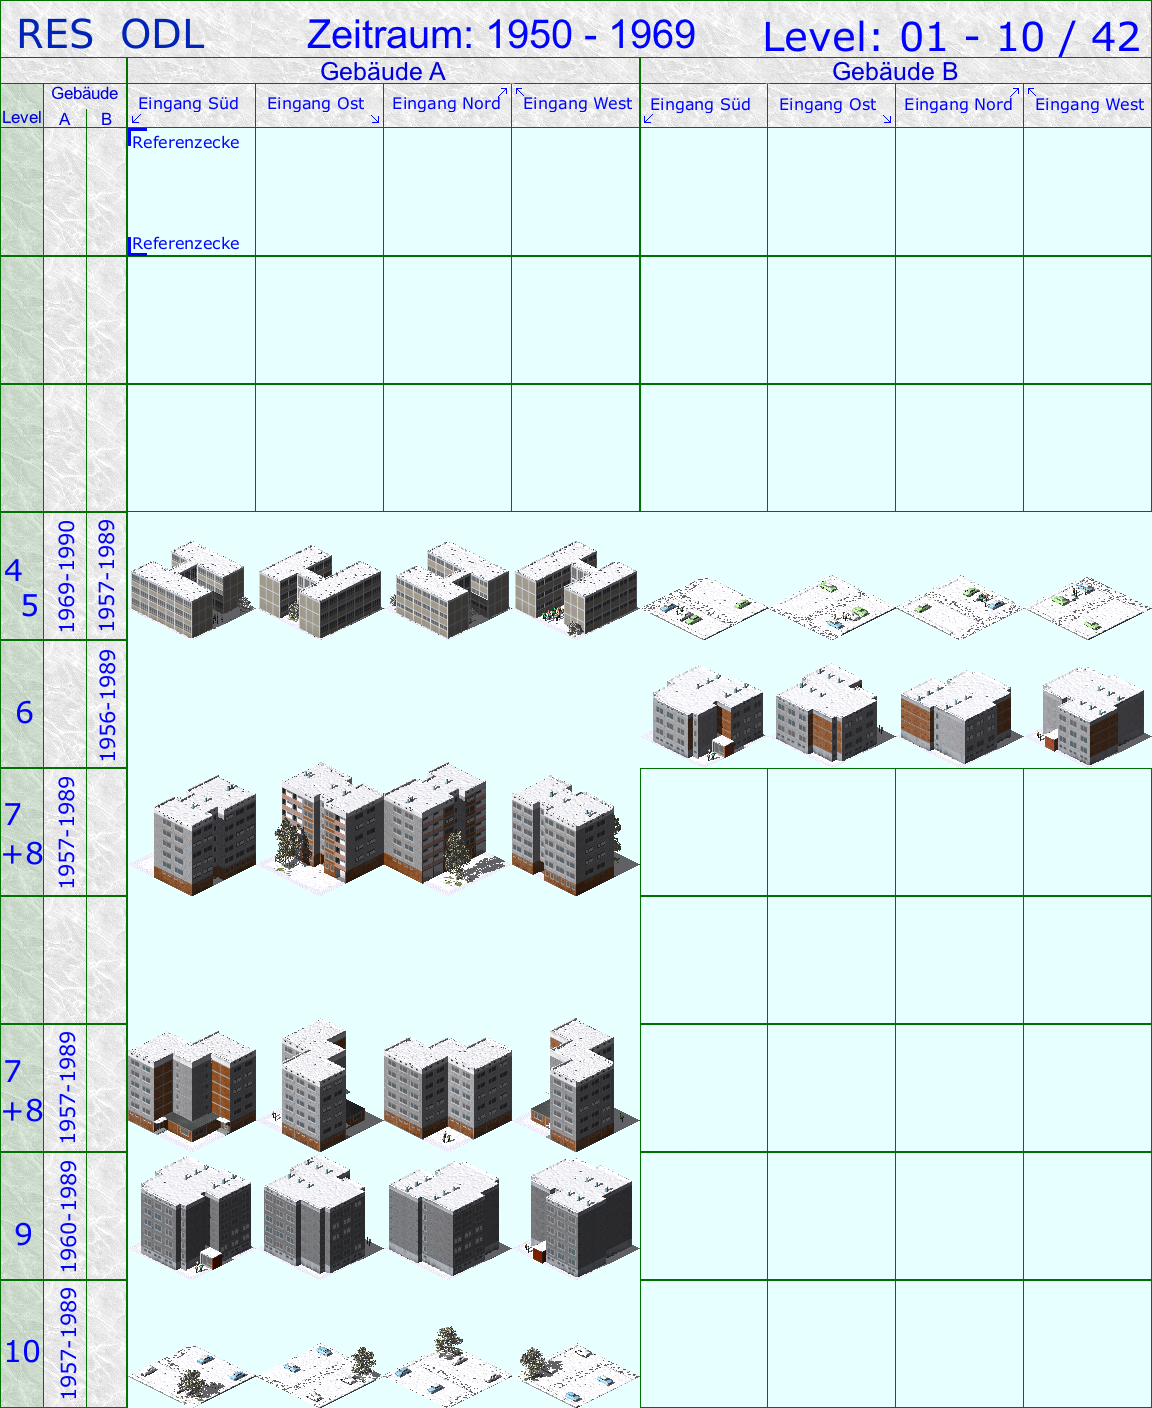 RES ODL Zeitraum: 1950 - 1969 Level: 01 - 10 / 42
Gebäude A Gebäude B
Gebäude
Level A B
Eingang Süd Eingang Ost Eingang Nord Eingang West Eingang Süd Eingang Ost Eingang Nord Eingang West
Referenzecke
Referenzecke
4
5
1969-1990
1957-1989
6
1956-1989
7
+8
1957-1989
7
+8
1957-1989
9
1960-1989
10
1957-1989